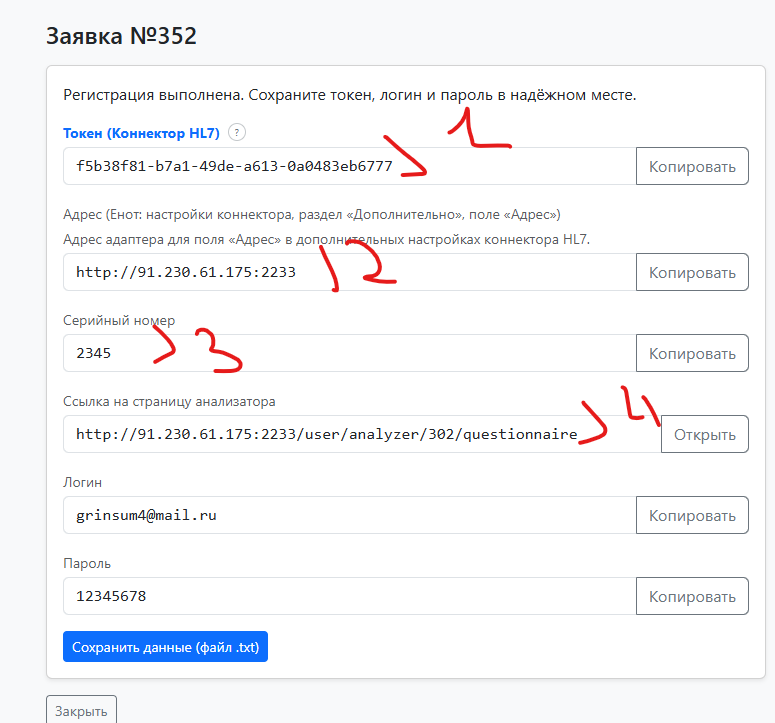 Заявка №352
Регистрация выполнена. Сохраните токен, логин и пароль в надёжном месте.
1
Токен (Коннектор HL7) ?
f5b38f81-b7a1-49de-a613-0a0483eb6777 Копировать
Адрес (Енот: настройки коннектора, раздел «Дополнительно», поле «Адрес»)
Адрес адаптера для поля «Адрес» в дополнительных настройках коннектора HL7.
http://91.230.61.175:2233 2 Копировать
Серийный номер
2345 3 Копировать
Ссылка на страницу анализатора
4
http://91.230.61.175:2233/user/analyzer/302/questionnaire Открыть
Логин
grinsum4@mail.ru Копировать
Пароль
12345678 Копировать
Сохранить данные (файл .txt)
Закрыть